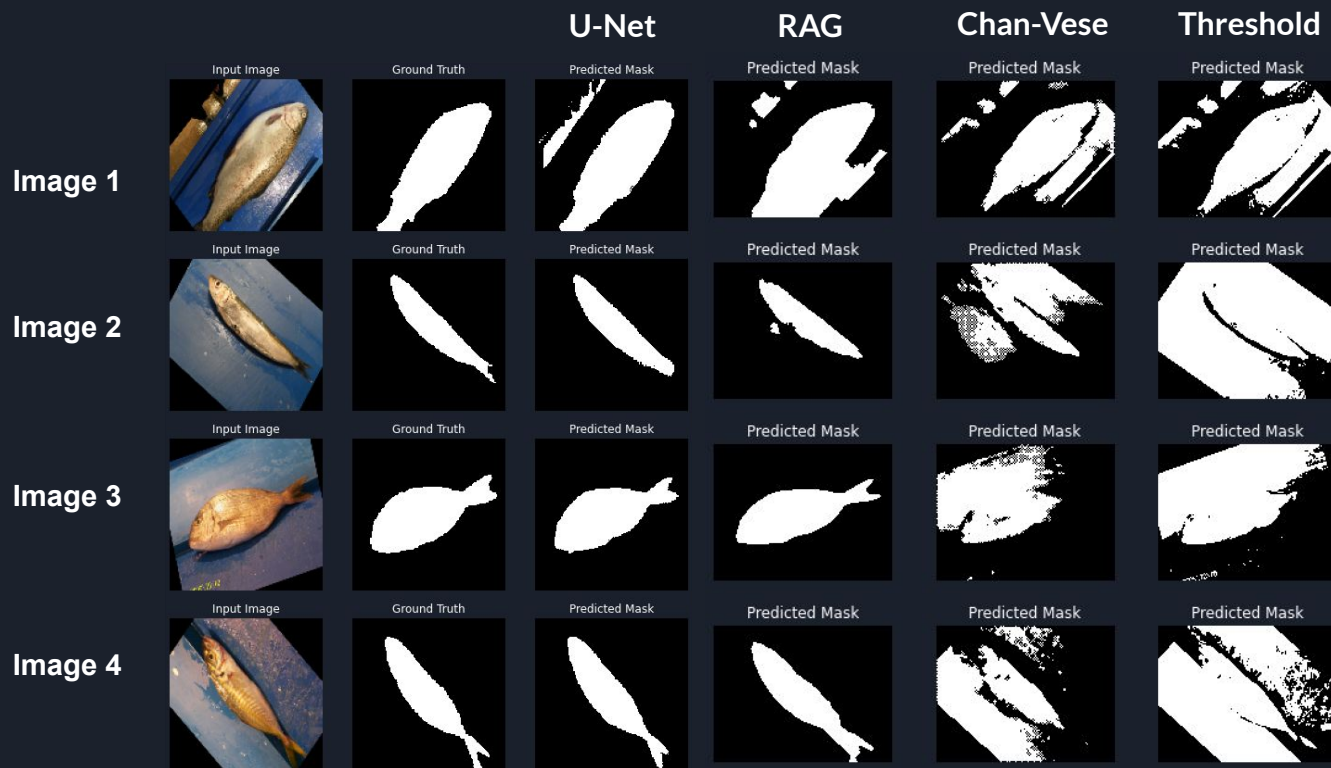 U-Net RAG Chan-Vese Threshold
Input Image Ground Truth Predicted Mask Predicted Mask Predicted Mask Predicted Mask
Image 1
Input Image Ground Truth Predicted Mask Predicted Mask Predicted Mask Predicted Mask
Image 2
Input Image Ground Truth Predicted Mask Predicted Mask Predicted Mask Predicted Mask
Image 3
Input Image Ground Truth Predicted Mask Predicted Mask Predicted Mask Predicted Mask
Image 4